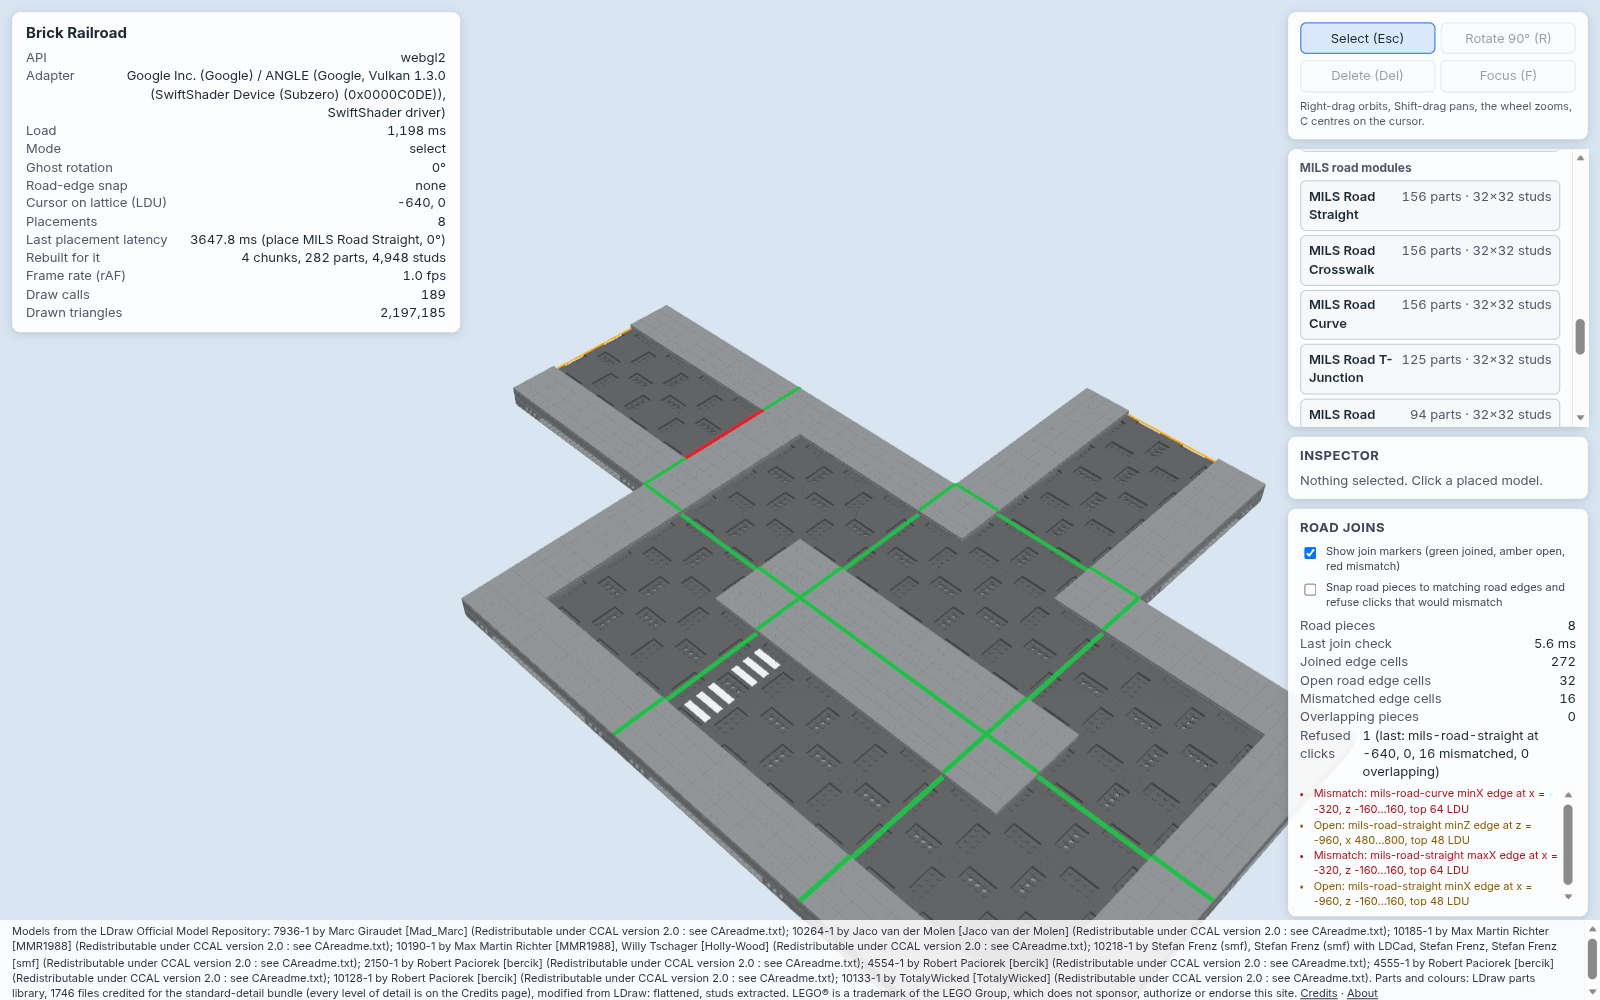 Brick Railroad
API webgl2
Adapter Google Inc. (Google) / ANGLE (Google, Vulkan 1.3.0
(SwiftShader Device (Subzero) (0x0000C0DE)),
SwiftShader driver)
Load 1,198 ms
Mode select
Ghost rotation 0°
Road-edge snap none
Cursor on lattice (LDU) -640, 0
Placements 8
Last placement latency 3647.8 ms (place MILS Road Straight, 0°)
Rebuilt for it 4 chunks, 282 parts, 4,948 studs
Frame rate (rAF) 1.0 fps
Draw calls 189
Drawn triangles 2,197,185
Select (Esc) Rotate 90° (R)
Delete (Del) Focus (F)
Right-drag orbits, Shift-drag pans, the wheel zooms,
C centres on the cursor.
MILS road modules
MILS Road 156 parts · 32×32 studs
Straight
MILS Road 156 parts · 32×32 studs
Crosswalk
MILS Road 156 parts · 32×32 studs
Curve
MILS Road T- 125 parts · 32×32 studs
Junction
MILS Road 94 parts · 32×32 studs
INSPECTOR
Nothing selected. Click a placed model.
ROAD JOINS
Show join markers (green joined, amber open,
red mismatch)
Snap road pieces to matching road edges and
refuse clicks that would mismatch
Road pieces 8
Last join check 5.6 ms
Joined edge cells 272
Open road edge cells 32
Mismatched edge cells 16
Overlapping pieces 0
Refused 1 (last: mils-road-straight at
clicks -640, 0, 16 mismatched, 0
overlapping)
• Mismatch: mils-road-curve minX edge at x =
-320, z -160…160, top 64 LDU
• Open: mils-road-straight minZ edge at z =
-960, x 480…800, top 48 LDU
• Mismatch: mils-road-straight maxX edge at x =
-320, z -160…160, top 64 LDU
• Open: mils-road-straight minX edge at x =
-960, z -160…160, top 48 LDU
Models from the LDraw Official Model Repository: 7936-1 by Marc Giraudet [Mad_Marc] (Redistributable under CCAL version 2.0 : see CAreadme.txt); 10264-1 by Jaco van der Molen [Jaco van der Molen] (Redistributable under CCAL version 2.0 : see CAreadme.txt); 10185-1 by Max Martin Richter
[MMR1988] (Redistributable under CCAL version 2.0 : see CAreadme.txt); 10190-1 by Max Martin Richter [MMR1988], Willy Tschager [Holly-Wood] (Redistributable under CCAL version 2.0 : see CAreadme.txt); 10218-1 by Stefan Frenz (smf), Stefan Frenz (smf) with LDCad, Stefan Frenz, Stefan Frenz
[smf] (Redistributable under CCAL version 2.0 : see CAreadme.txt); 2150-1 by Robert Paciorek [bercik] (Redistributable under CCAL version 2.0 : see CAreadme.txt); 4554-1 by Robert Paciorek [bercik] (Redistributable under CCAL version 2.0 : see CAreadme.txt); 4555-1 by Robert Paciorek [bercik]
(Redistributable under CCAL version 2.0 : see CAreadme.txt); 10128-1 by Robert Paciorek [bercik] (Redistributable under CCAL version 2.0 : see CAreadme.txt); 10133-1 by TotalyWicked [TotalyWicked] (Redistributable under CCAL version 2.0 : see CAreadme.txt). Parts and colours: LDraw parts
library, 1746 files credited for the standard-detail bundle (every level of detail is on the Credits page), modified from LDraw: flattened, studs extracted. LEGO® is a trademark of the LEGO Group, which does not sponsor, authorize or endorse this site. Credits · About